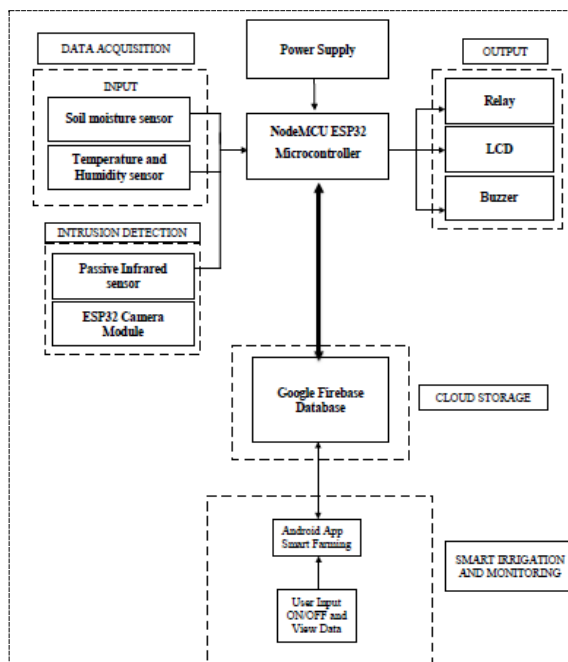 DATA ACQUISITION
INPUT
Soil moisture sensor
Temperature and
Humidity sensor
INTRUSION DETECTION
Passive Infrared
sensor
ESP32 Camera
Module
Power Supply
NodeMCU ESP32
Microcontroller
OUTPUT
Relay
LCD
Buzzer
Google Firebase
Database
CLOUD STORAGE
Android App
Smart Farming
User Input
ON/OFF and
View Data
SMART IRRIGATION
AND MONITORING